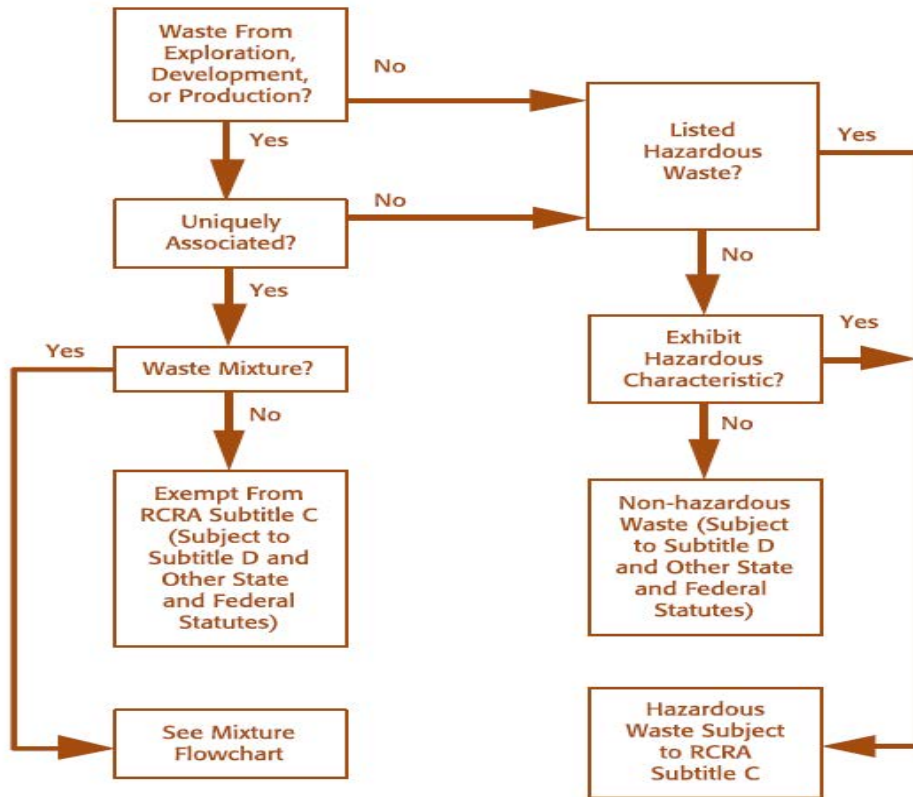 Waste From
Exploration,
Development,
or Production?
No
Yes
Listed
Hazardous
Waste?
Yes
Uniquely
Associated?
No
Yes
No
Yes
Waste Mixture?
No
Exhibit
Hazardous
Characteristic?
Yes
No
Exempt From
RCRA Subtitle C
(Subject to
Subtitle D and
Other State
and Federal
Statutes)
Non-hazardous
Waste (Subject
to Subtitle D
and Other State
and Federal
Statutes)
See Mixture
Flowchart
Hazardous
Waste Subject
to RCRA
Subtitle C